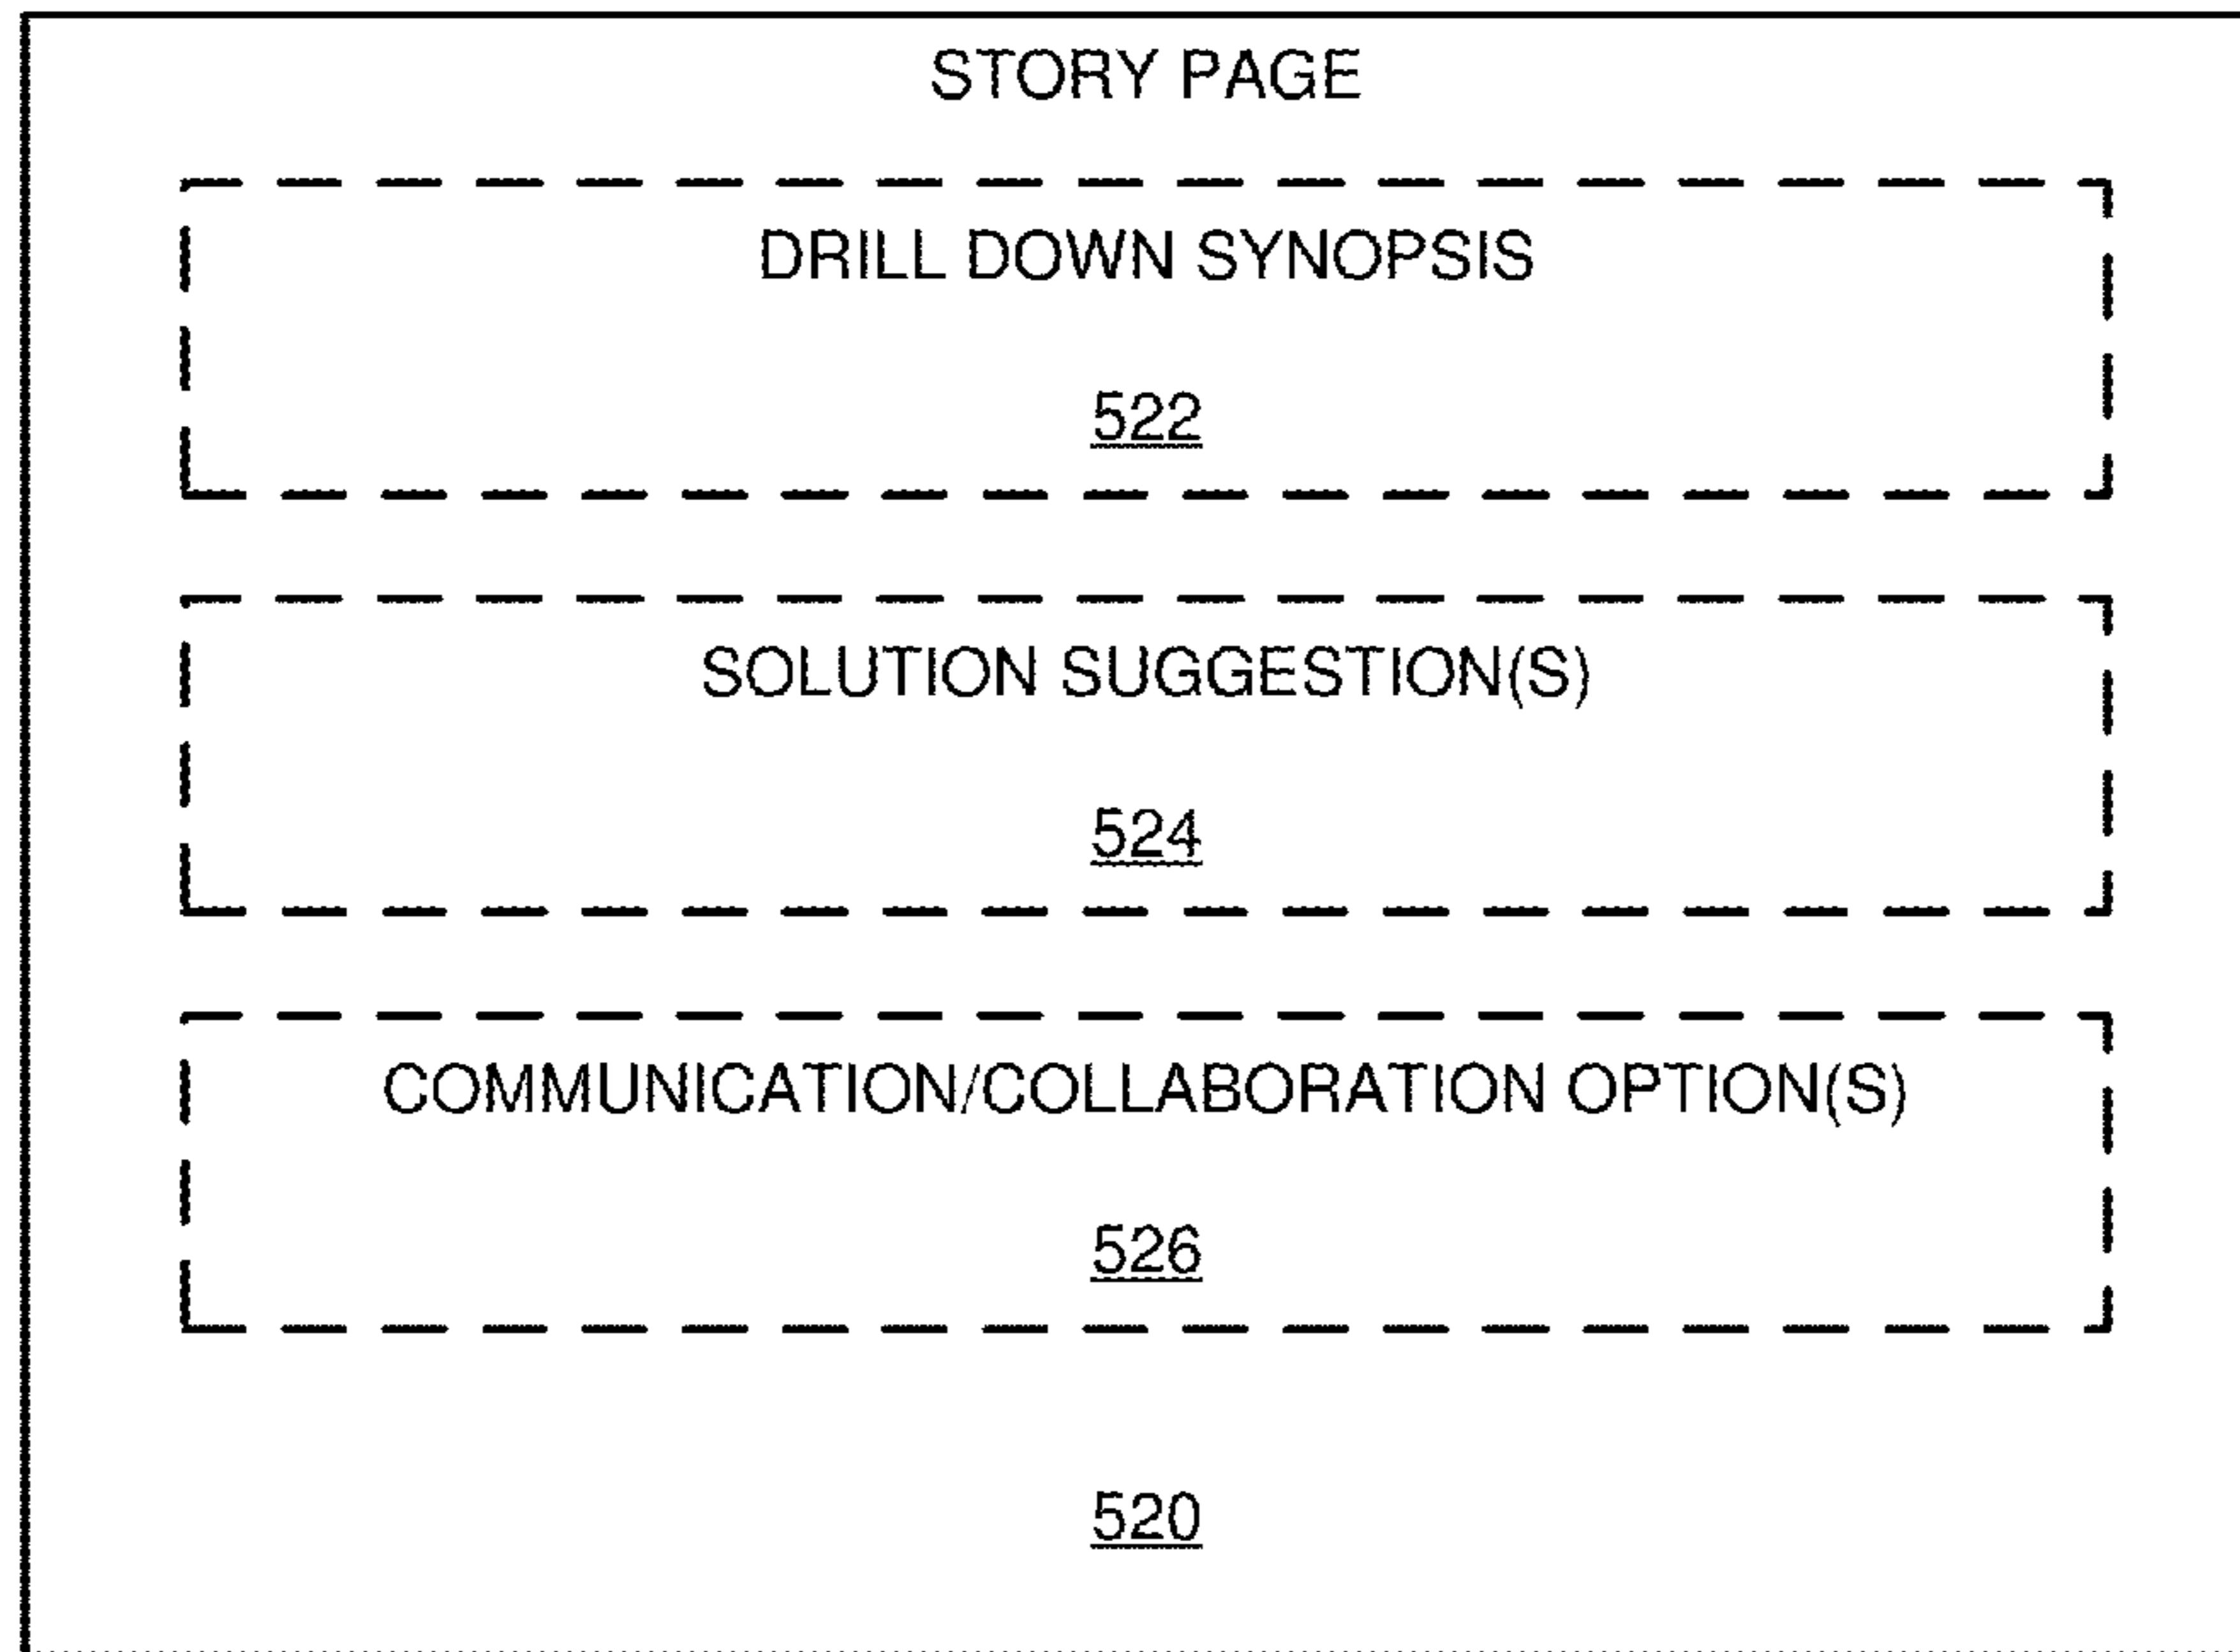 STORY PAGE
DRILL DOWN SYNOPSIS
522
SOLUTION SUGGESTION(S)
524
COMMUNICATION/COLLABORATION OPTION(S)
526
520